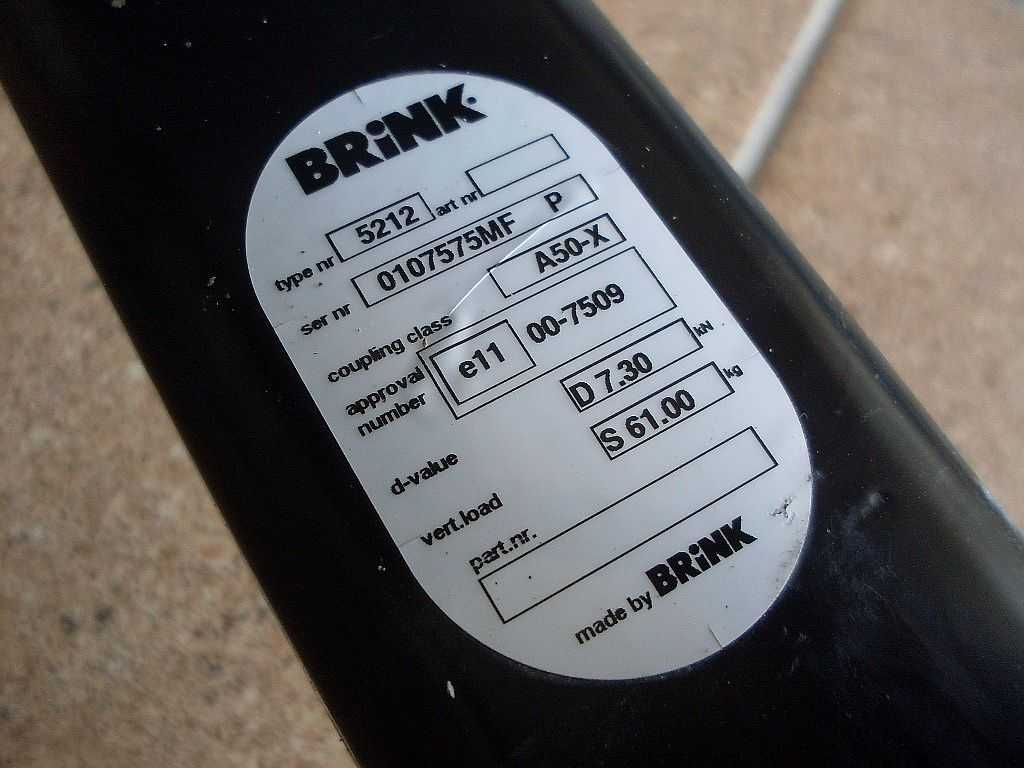 BRiNK
type nr 5212 art nr
ser nr 0107575MF P
coupling class A50-X
approval number e11 00-7509
d-value D 7.30 kN
vert.load S 61.00 kg
part.nr.
made by BRiNK